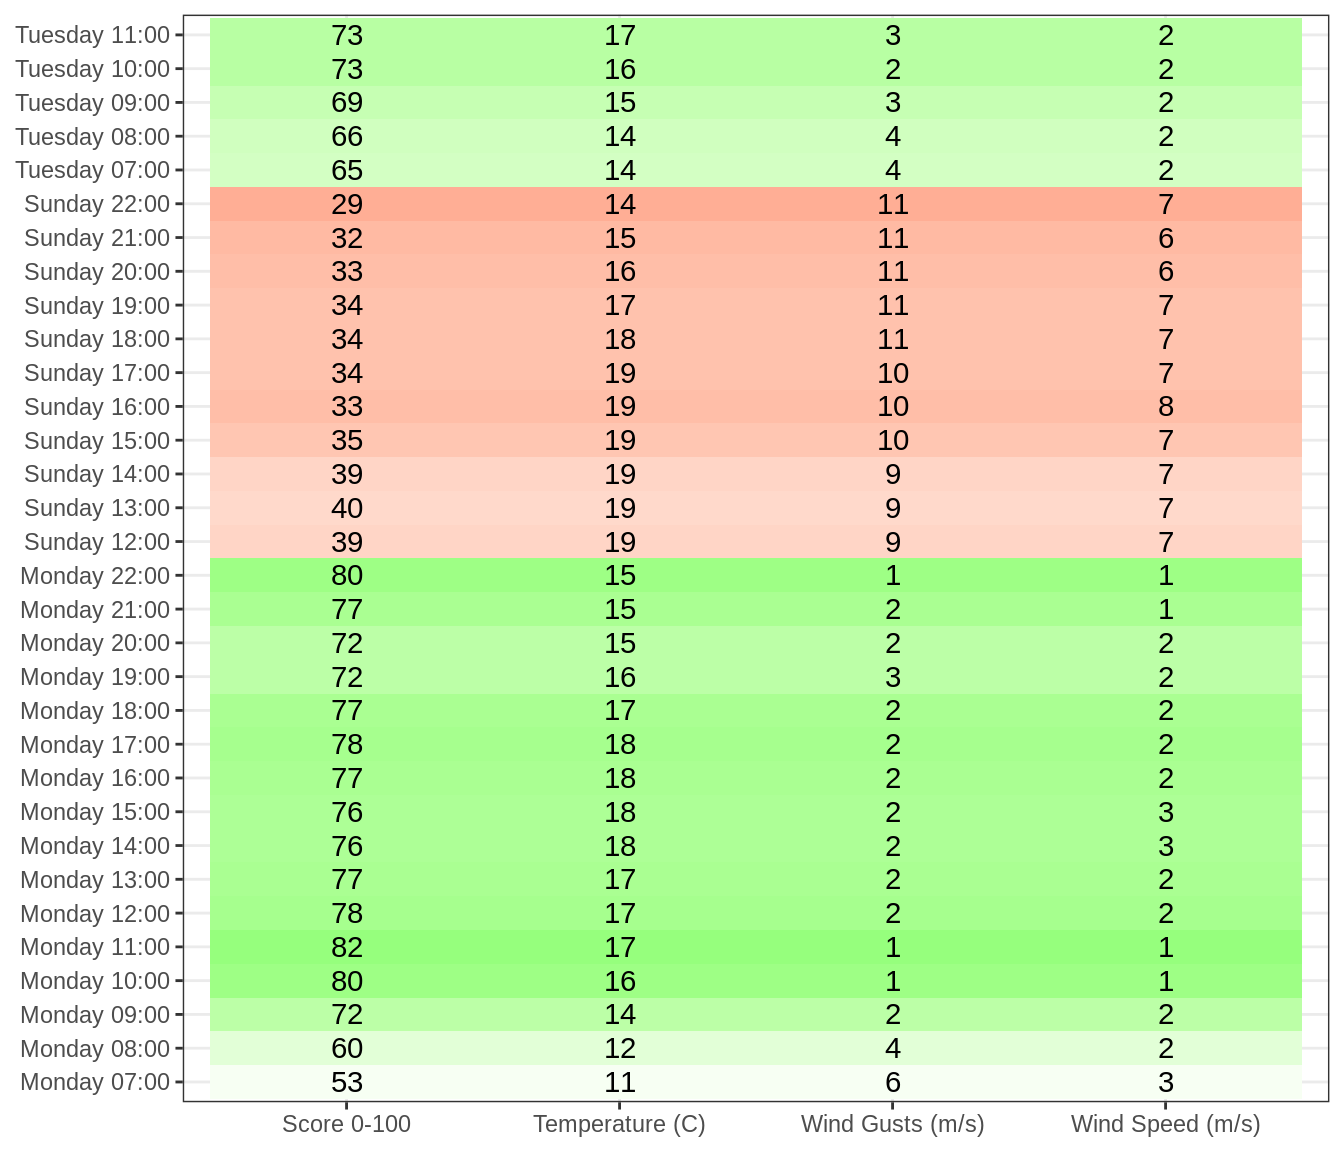 Tuesday 11:00 73 17 3 2
Tuesday 10:00 73 16 2 2
Tuesday 09:00 69 15 3 2
Tuesday 08:00 66 14 4 2
Tuesday 07:00 65 14 4 2
Sunday 22:00 29 14 11 7
Sunday 21:00 32 15 11 6
Sunday 20:00 33 16 11 6
Sunday 19:00 34 17 11 7
Sunday 18:00 34 18 11 7
Sunday 17:00 34 19 10 7
Sunday 16:00 33 19 10 8
Sunday 15:00 35 19 10 7
Sunday 14:00 39 19 9 7
Sunday 13:00 40 19 9 7
Sunday 12:00 39 19 9 7
Monday 22:00 80 15 1 1
Monday 21:00 77 15 2 1
Monday 20:00 72 15 2 2
Monday 19:00 72 16 3 2
Monday 18:00 77 17 2 2
Monday 17:00 78 18 2 2
Monday 16:00 77 18 2 2
Monday 15:00 76 18 2 3
Monday 14:00 76 18 2 3
Monday 13:00 77 17 2 2
Monday 12:00 78 17 2 2
Monday 11:00 82 17 1 1
Monday 10:00 80 16 1 1
Monday 09:00 72 14 2 2
Monday 08:00 60 12 4 2
Monday 07:00 53 11 6 3
Score 0-100 Temperature (C) Wind Gusts (m/s) Wind Speed (m/s)